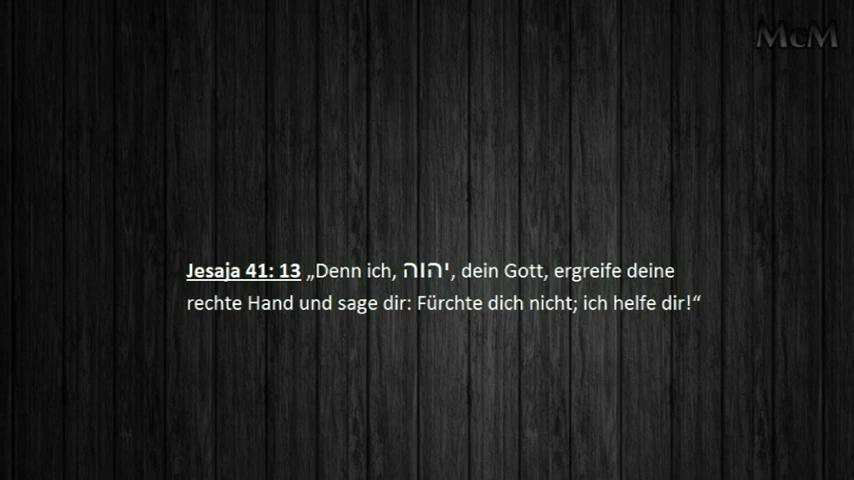 McM
Jesaja 41: 13 „Denn ich, יהוה, dein Gott, ergreife deine
rechte Hand und sage dir: Fürchte dich nicht; ich helfe dir!“